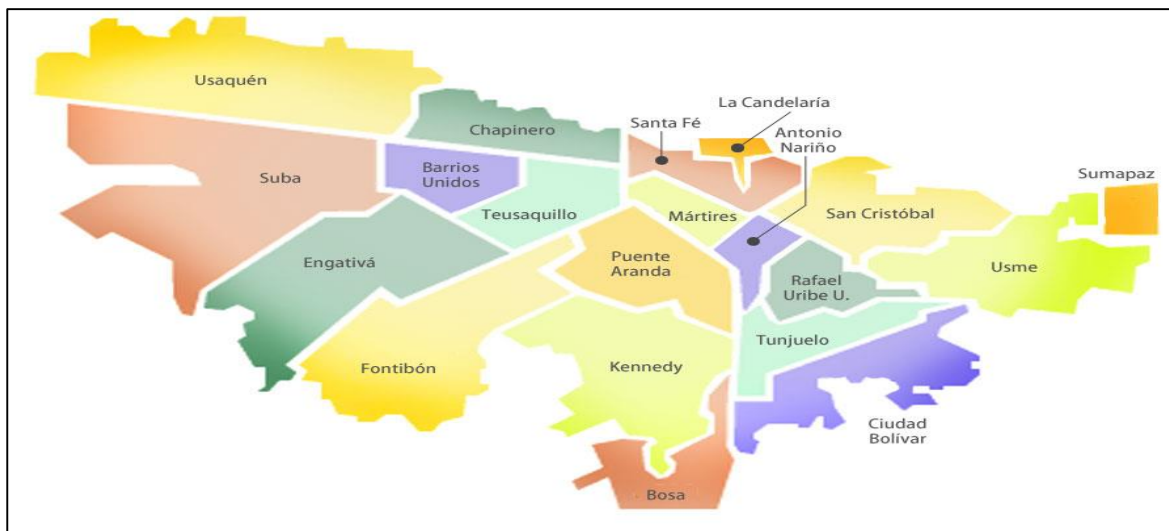 Usaquén
La Candelaría
Santa Fé
Antonio
Nariño
Chapinero
Sumapaz
Barrios
Unidos
Suba
Teusaquillo
Mártires
San Cristóbal
Engativá
Puente
Aranda
Usme
Rafael
Uribe U.
Tunjuelo
Fontibón
Kennedy
Ciudad
Bolívar
Bosa